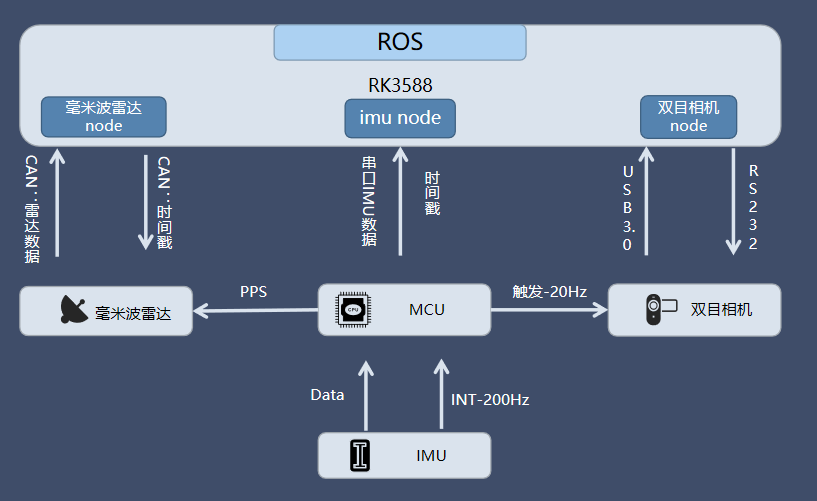 ROS
RK3588
毫米波雷达
node
imu node
双目相机
node
CAN：雷达数据
CAN：时间戳
串口IMU数据
时间戳
USB3.0
RS232
毫米波雷达
PPS
CPU
MCU
触发-20Hz
双目相机
Data
INT-200Hz
IMU